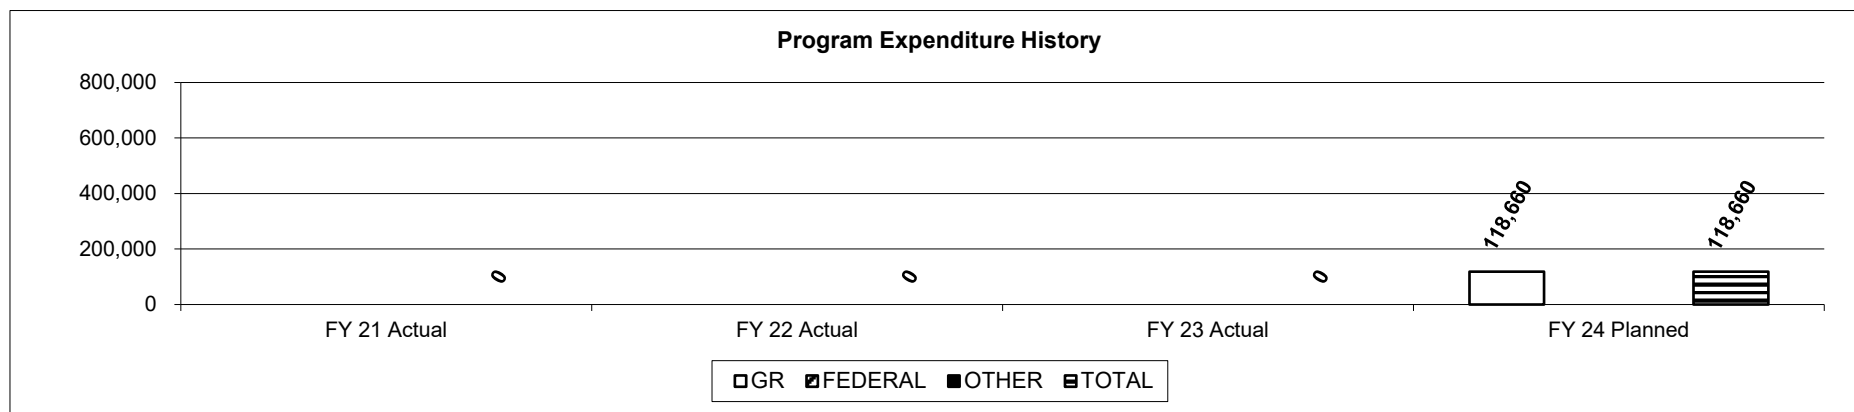 Program Expenditure History
800,000
600,000
400,000
200,000
0
0
0
0
118,660
118,660
FY 21 Actual
FY 22 Actual
FY 23 Actual
FY 24 Planned
GR
FEDERAL
OTHER
TOTAL